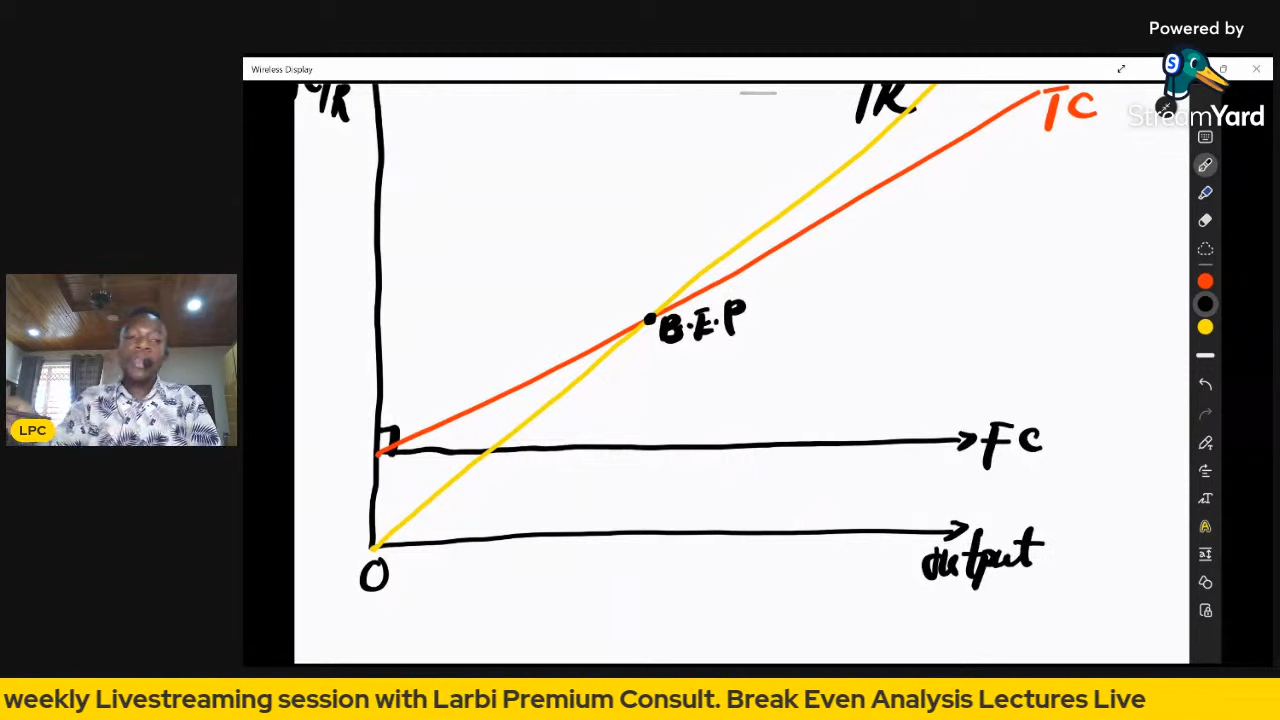 Powered by
StreamYard
Wireless Display
C/R
TR
TC
B.E.P
FC
output
O
LPC
weekly Livestreaming session with Larbi Premium Consult. Break Even Analysis Lectures Live